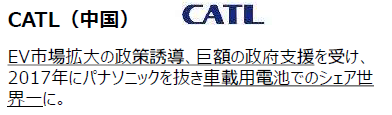 CATL（中国） CATL
EV市場拡大の政策誘導、巨額の政府支援を受け、
2017年にパナソニックを抜き車載用電池でのシェア世
界一に。